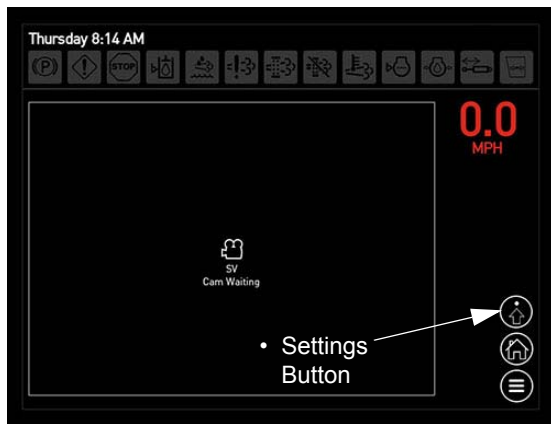 Thursday 8:14 AM
STOP
0.0
MPH
SV
Cam Waiting
• Settings
Button